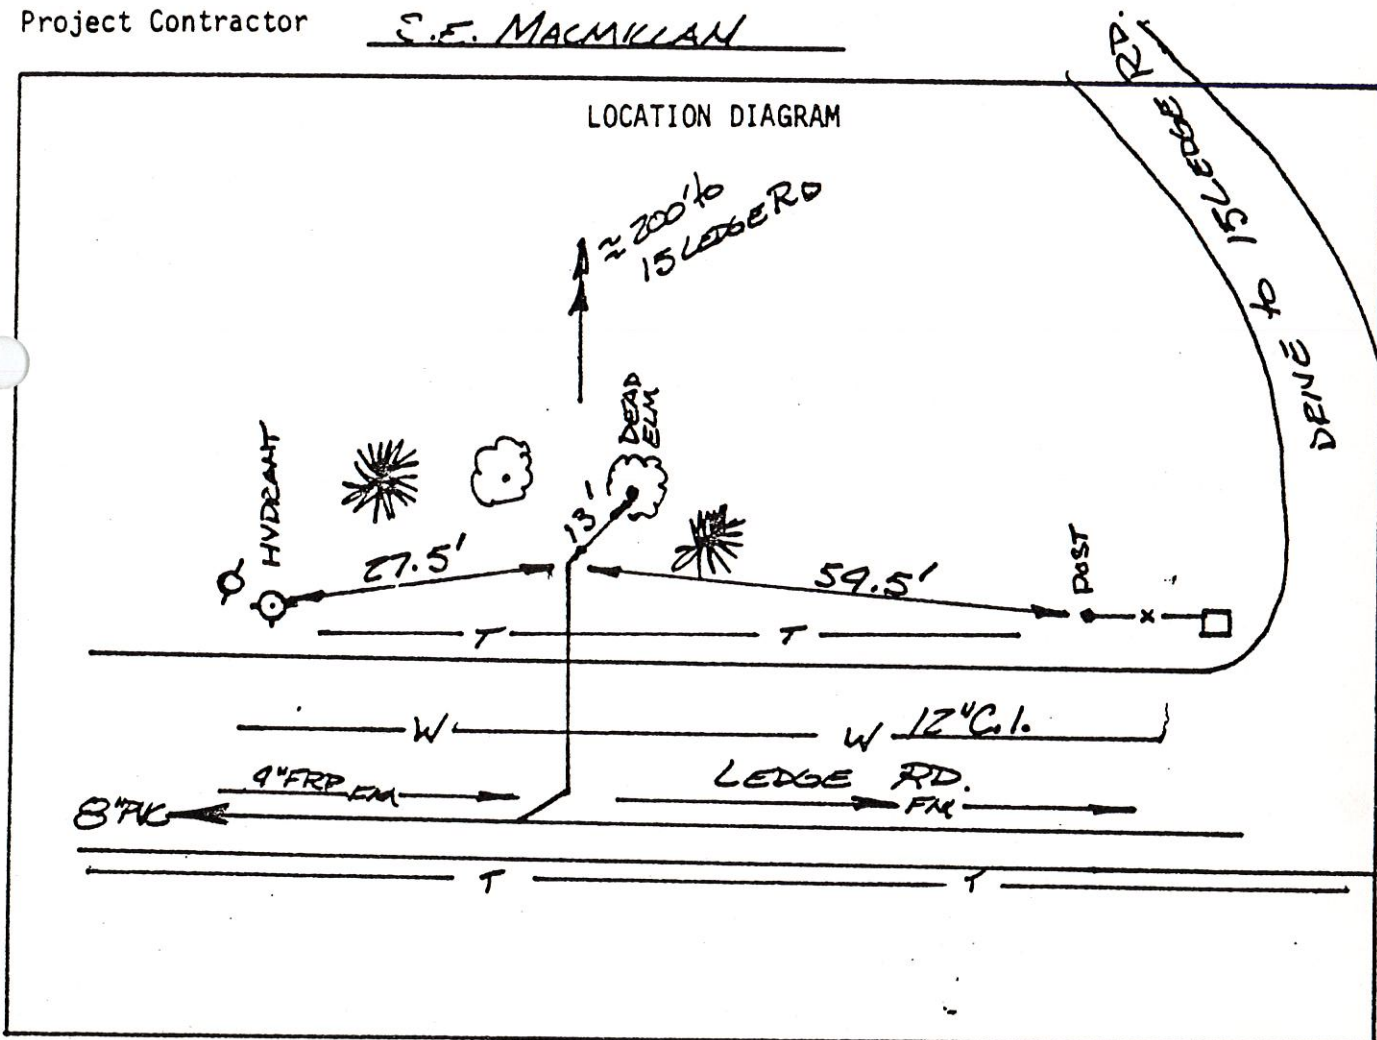 Project Contractor S.E. MACMILLAN
LOCATION DIAGRAM
≈ 200' to
15 LEDGE RD
DRIVE to 15 LEDGE RD.
HYDRANT
DEAD
ELM
13'
27.5'
59.5'
POST
x
T T
W W 12" C.I.
4" FRP FM
LEDGE RD.
FM
8" PVC
T T